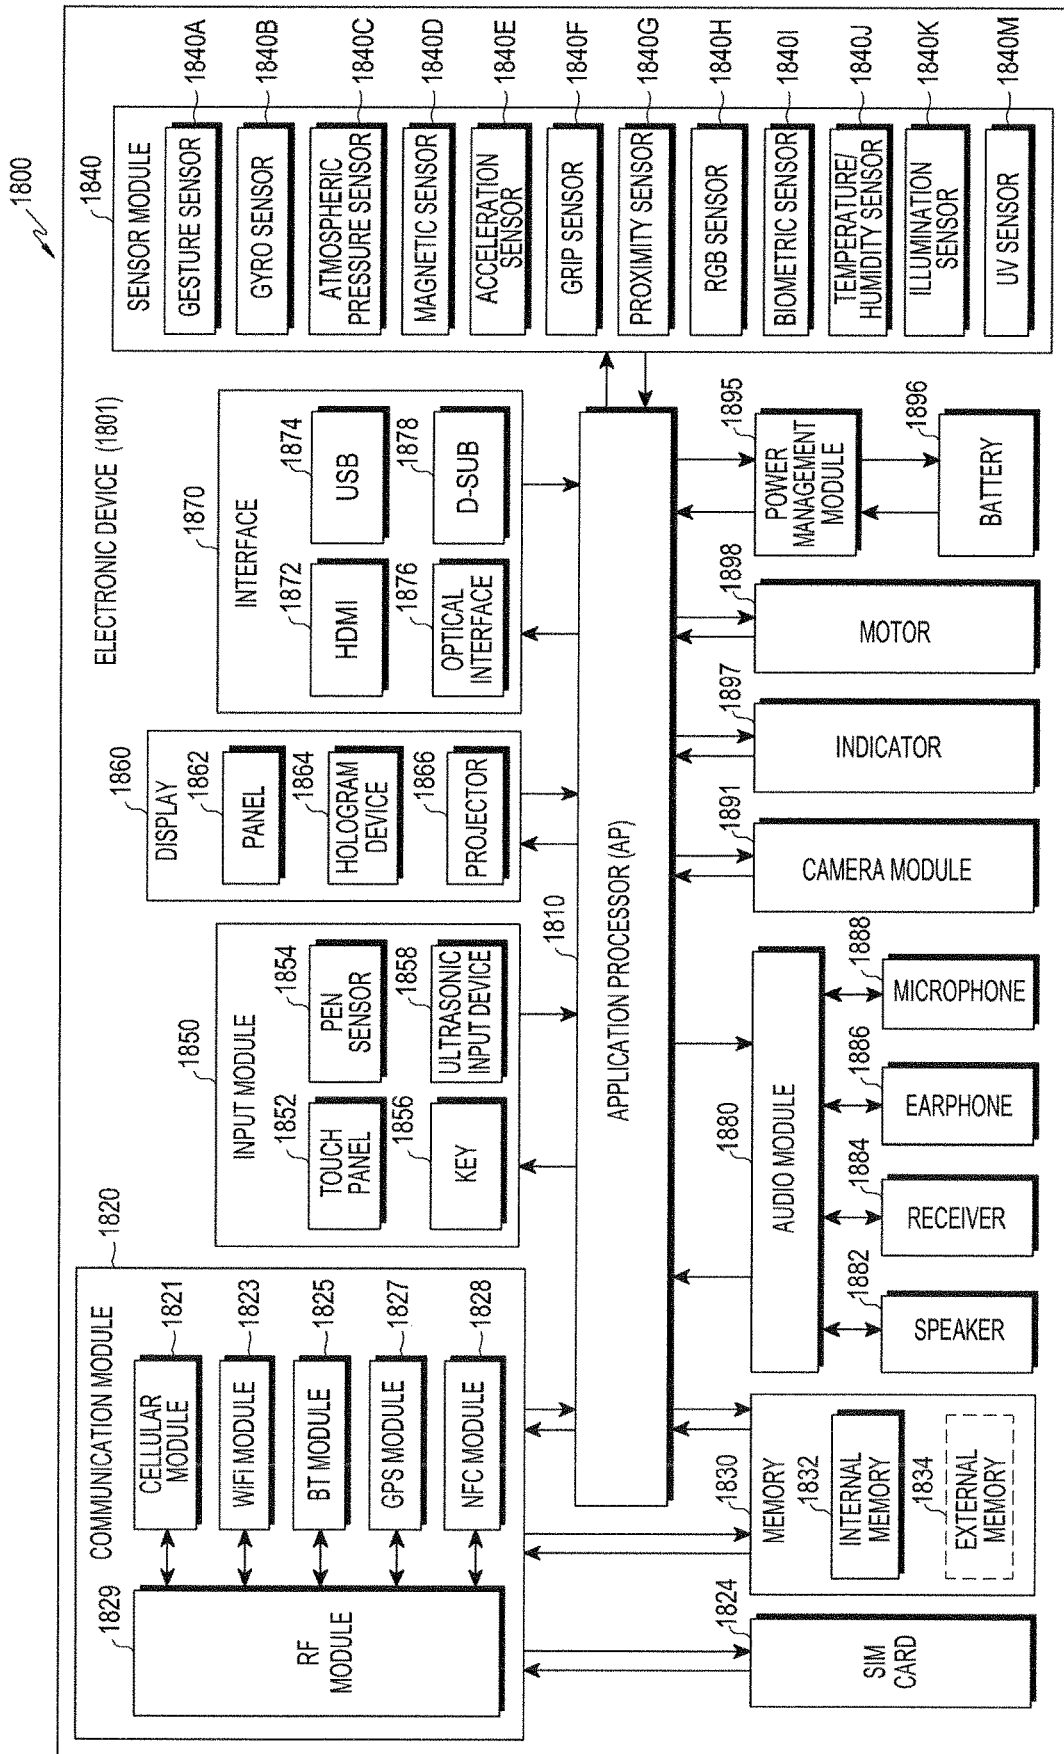 1800
ELECTRONIC DEVICE (1801)
1820
COMMUNICATION MODULE
1829
RF
MODULE
CELLULAR
MODULE
1821
WiFi MODULE
1823
BT MODULE
1825
GPS MODULE
1827
NFC MODULE
1828
1850
INPUT MODULE
1852
TOUCH
PANEL
1854
PEN
SENSOR
1856
KEY
1858
ULTRASONIC
INPUT DEVICE
1860
DISPLAY
1862
PANEL
1864
HOLOGRAM
DEVICE
1866
PROJECTOR
1870
INTERFACE
1872
HDMI
1874
USB
1876
OPTICAL
INTERFACE
1878
D-SUB
1840
SENSOR MODULE
GESTURE SENSOR
1840A
GYRO SENSOR
1840B
ATMOSPHERIC
PRESSURE SENSOR
1840C
MAGNETIC SENSOR
1840D
ACCELERATION
SENSOR
1840E
GRIP SENSOR
1840F
PROXIMITY SENSOR
1840G
RGB SENSOR
1840H
BIOMETRIC SENSOR
1840I
TEMPERATURE/
HUMIDITY SENSOR
1840J
ILLUMINATION
SENSOR
1840K
UV SENSOR
1840M
1810
APPLICATION PROCESSOR (AP)
1824
SIM
CARD
1830
MEMORY
1832
INTERNAL
MEMORY
1834
EXTERNAL
MEMORY
1880
AUDIO MODULE
1882
SPEAKER
1884
RECEIVER
1886
EARPHONE
1888
MICROPHONE
1891
CAMERA MODULE
1897
INDICATOR
1898
MOTOR
1895
POWER
MANAGEMENT
MODULE
1896
BATTERY